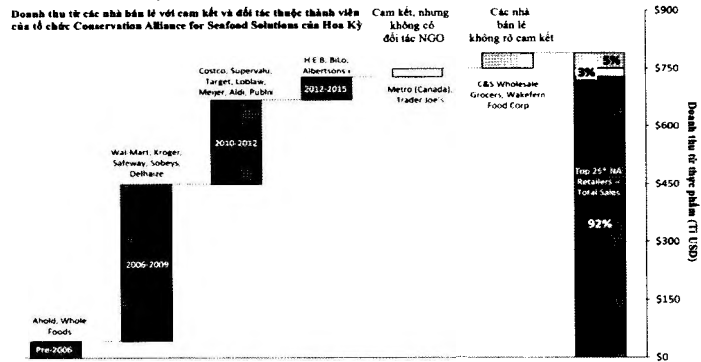 Doanh thu từ các nhà bán lẻ với cam kết và đối tác thuộc thành viên
của tổ chức Conservation Alliance for Seafood Solutions của Hoa Kỳ
Cam kết, nhưng
không có
đối tác NGO
Các nhà
bán lẻ
không rõ cam kết
Ahold, Whole
Foods
Pre-2006
Wal-Mart, Kroger,
Safeway, Sobeys,
Delhaize
2006-2009
Costco, Supervalu,
Target, Loblaw,
Meijer, Aldi, Publix
2010-2012
H.E.B, BiLo,
Albertsons
2012-2015
Metro (Canada),
Trader Joe's
C&S Wholesale
Grocers, Wakefern
Food Corp
5%
3%
Top 25* NA
Retailers –
Total Sales
92%
$900
$750
$600
$450
$300
$150
$0
Doanh thu từ thực phẩm (Tỉ USD)